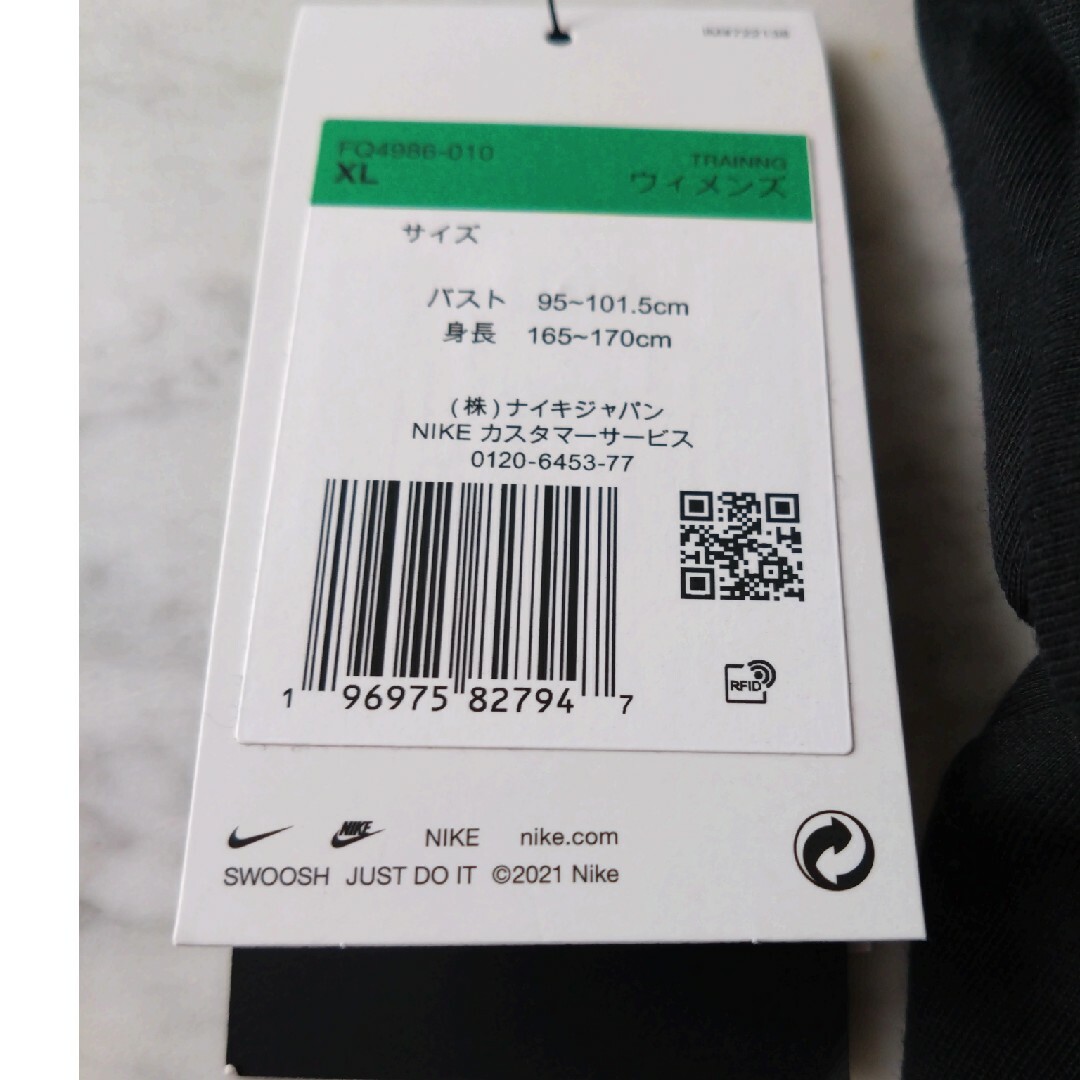 FQ4986-010
TRAINNG
XL
ウィメンズ
サイズ
バスト 95~101.5cm
身長 165~170cm
(株)ナイキジャパン
NIKE カスタマーサービス
0120-6453-77
1 96975 82794 7
RFID
NIKE NIKE nike.com
SWOOSH JUST DO IT ©2021 Nike